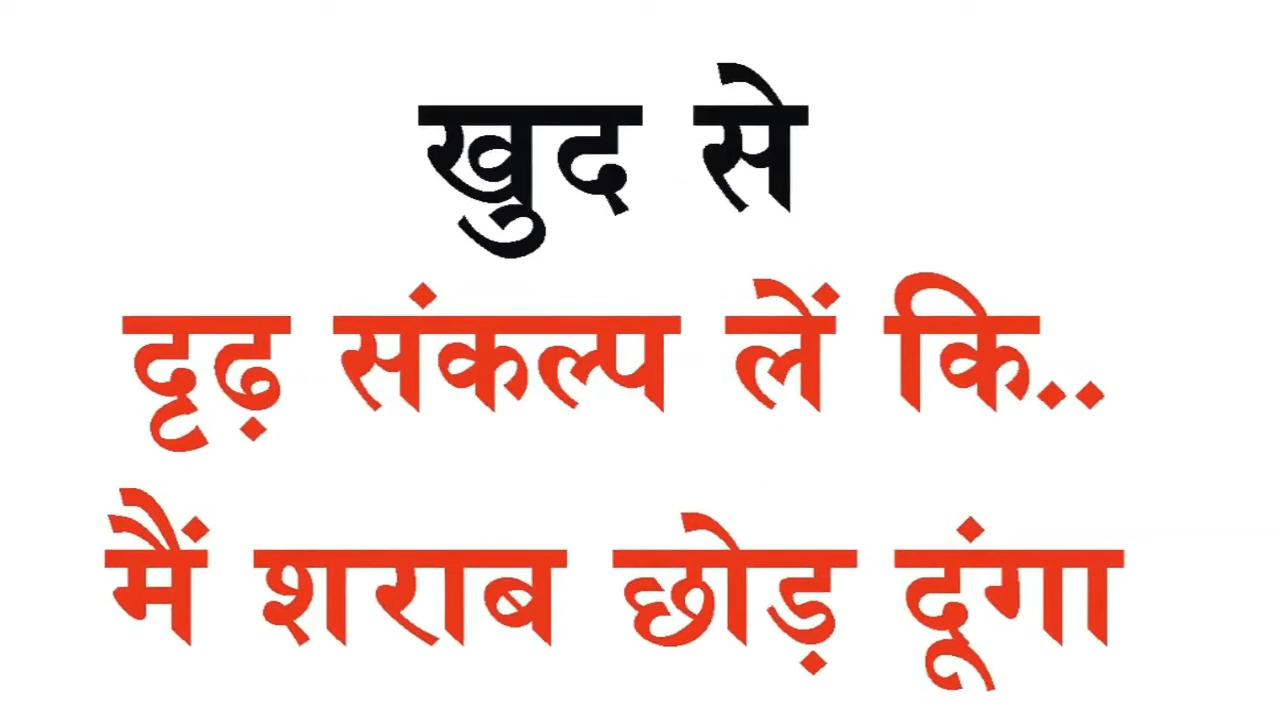 खुद से
दृढ़ संकल्प लें कि..
मैं शराब छोड़ दूंगा